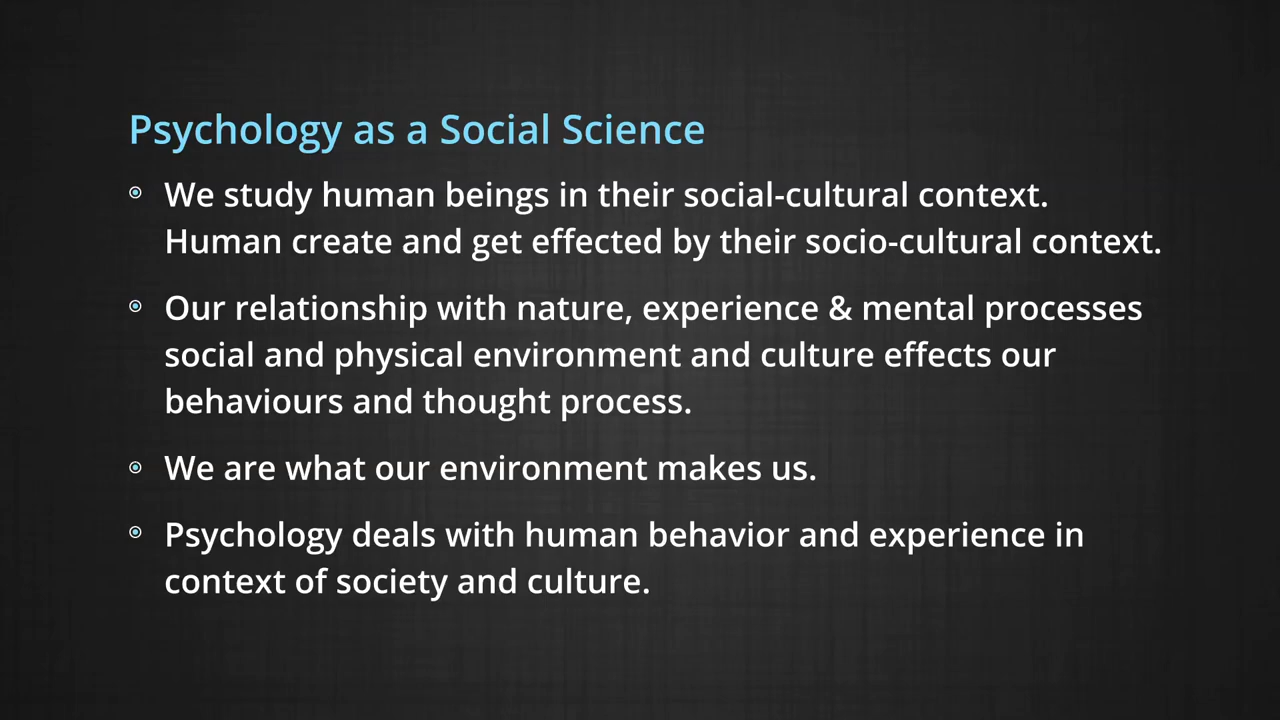 Psychology as a Social Science
We study human beings in their social-cultural context.
Human create and get effected by their socio-cultural context.
Our relationship with nature, experience & mental processes
social and physical environment and culture effects our
behaviours and thought process.
We are what our environment makes us.
Psychology deals with human behavior and experience in
context of society and culture.